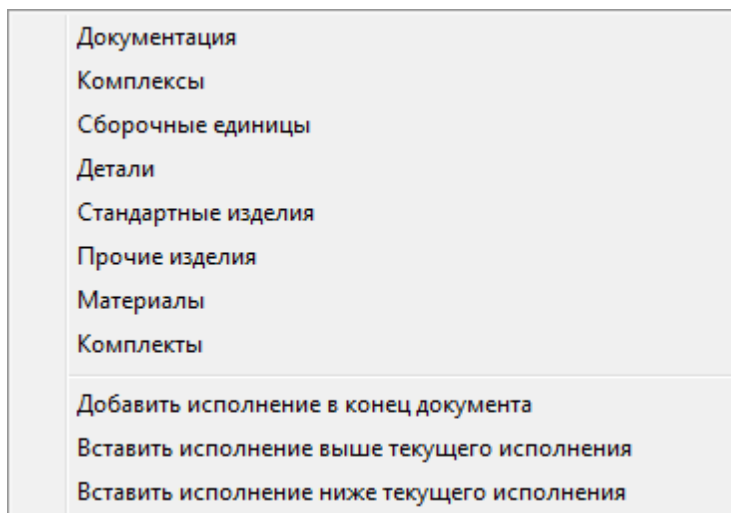 Документация
Комплексы
Сборочные единицы
Детали
Стандартные изделия
Прочие изделия
Материалы
Комплекты
Добавить исполнение в конец документа
Вставить исполнение выше текущего исполнения
Вставить исполнение ниже текущего исполнения